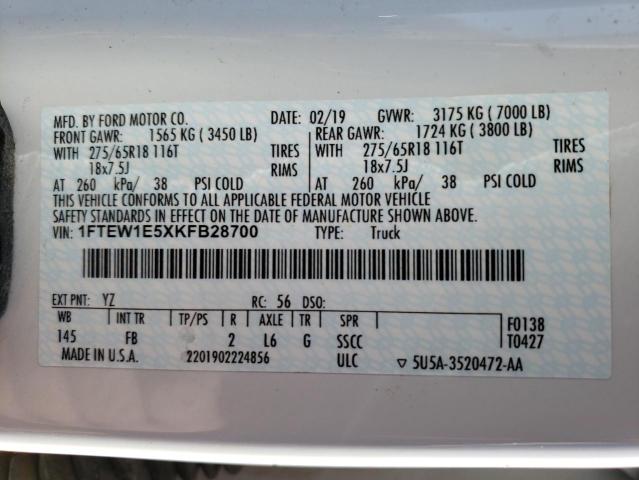 MFD. BY FORD MOTOR CO. DATE: 02/19 GVWR: 3175 KG ( 7000 LB)
FRONT GAWR: 1565 KG ( 3450 LB) REAR GAWR: 1724 KG ( 3800 LB)
WITH 275/65R18 116T TIRES WITH 275/65R18 116T TIRES
18x7.5J RIMS 18x7.5J RIMS
AT 260 kPa/ 38 PSI COLD AT 260 kPa/ 38 PSI COLD
THIS VEHICLE CONFORMS TO ALL APPLICABLE FEDERAL MOTOR VEHICLE
SAFETY STANDARDS IN EFFECT ON THE DATE OF MANUFACTURE SHOWN ABOVE.
VIN: 1FTEW1E5XKFB28700 TYPE: Truck
EXT PNT: YZ RC: 56 DSO:
WB INT TR TP/PS R AXLE TR SPR F0138
145 FB 2 L6 G SSCC T0427
MADE IN U.S.A. 2201902224856 ULC ▽ 5U5A-3520472-AA